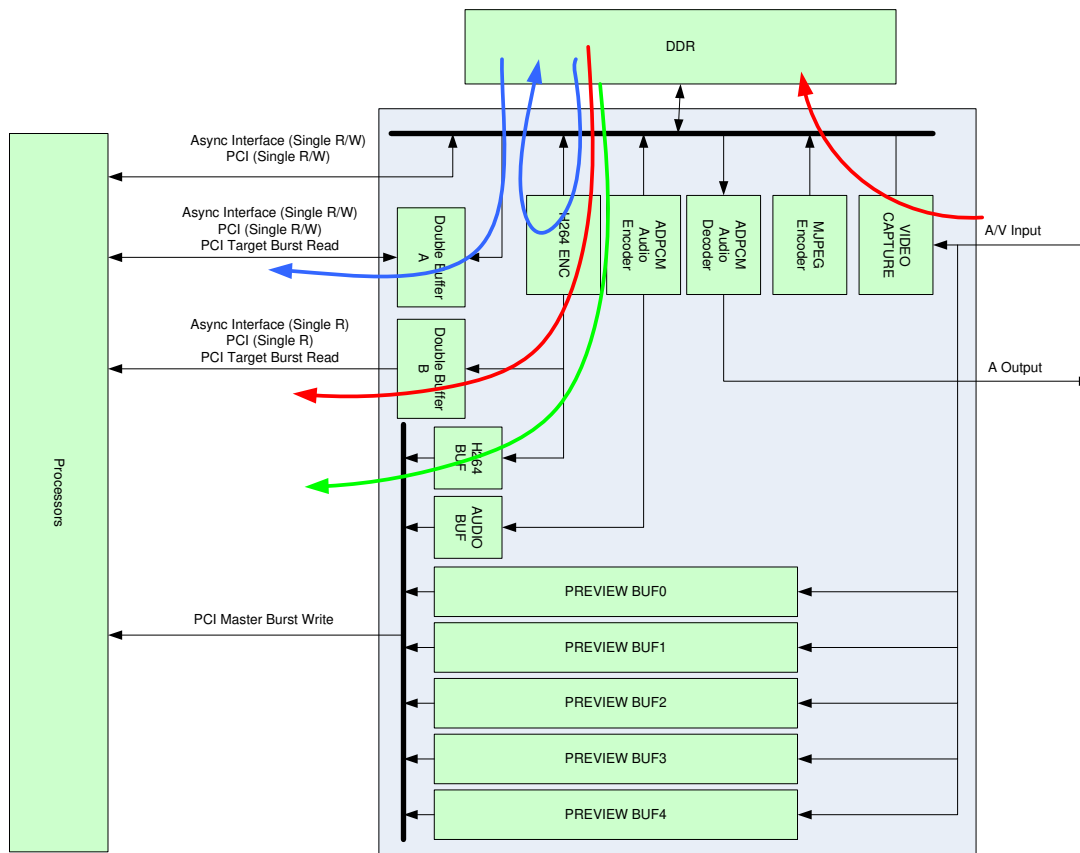 DDR
Async Interface (Single R/W)
PCI (Single R/W)
Async Interface (Single R/W)
PCI (Single R/W)
PCI Target Burst Read
Async Interface (Single R)
PCI (Single R)
PCI Target Burst Read
Processors
PCI Master Burst Write
Double Buffer
A
Double Buffer
B
H264 ENC
ADPCM
Audio
Encoder
ADPCM
Audio
Decoder
MJPEG
Encoder
VIDEO
CAPTURE
A/V Input
A Output
H264
BUF
AUDIO
BUF
PREVIEW BUF0
PREVIEW BUF1
PREVIEW BUF2
PREVIEW BUF3
PREVIEW BUF4